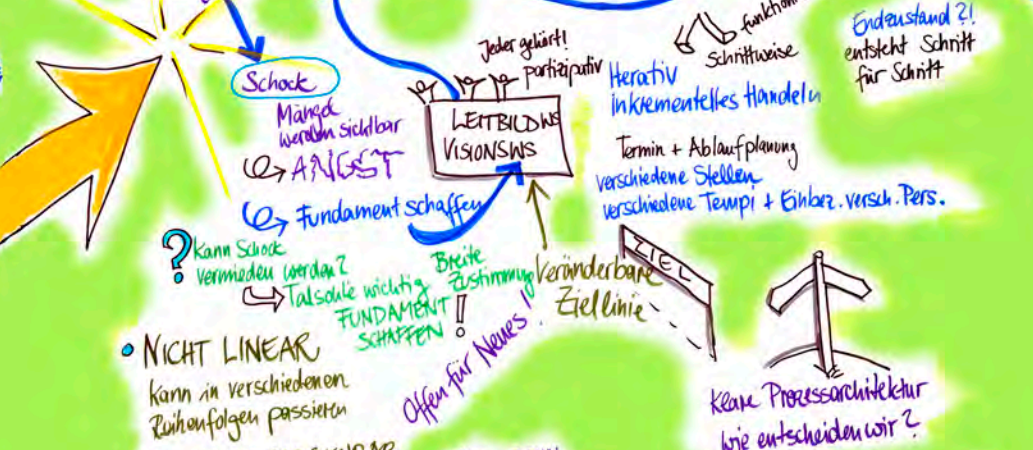 Schock
Mängel
werden sichtbar
ANGST
Fundament schaffen
? Kann Schock
vermieden werden?
Talsohle wichtig
FUNDAMENT
SCHAFFEN !
Breite
Zustimmung
• NICHT LINEAR
Kann in verschiedenen
Reihenfolgen passieren
Offen für Neues!
Jeder gehört!
partizipativ
LEITBILDWS
VISIONSWS
Veränderbare
Ziellinie
Schrittweise
Iterativ
inkrementelles Handeln
Termin + Ablaufplanung
verschiedene Stellen
verschiedene Tempi + Einbez. versch. Pers.
ZIEL
Endzustand ?!
entsteht Schritt
für Schritt
Klare Prozessarchitektur
wie entscheiden wir?